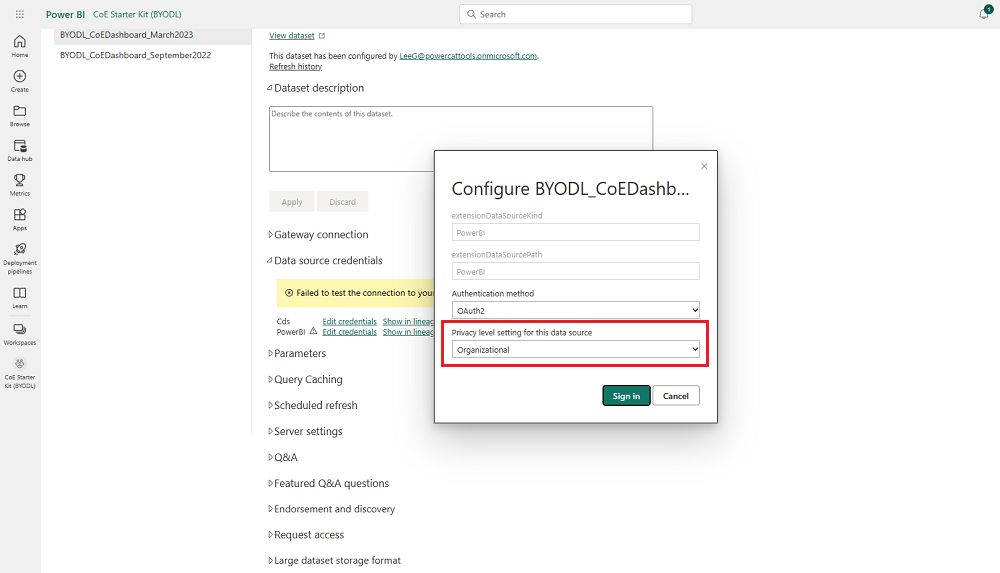 Power BI
CoE Starter Kit (BYODL)
Search
1
Home
Create
Browse
Data hub
Metrics
Apps
Deployment
pipelines
Learn
Workspaces
CoE Starter
Kit (BYODL)
BYODL_CoEDashboard_March2023
BYODL_CoEDashboard_September2022
View dataset
This dataset has been configured by LeeG@powercattools.onmicrosoft.com.
Refresh history
Dataset description
Describe the contents of this dataset.
Apply
Discard
Gateway connection
Data source credentials
Failed to test the connection to your
Cds Edit credentials Show in lineag
PowerBI Edit credentials Show in lineag
Parameters
Query Caching
Scheduled refresh
Server settings
Q&A
Featured Q&A questions
Endorsement and discovery
Request access
Large dataset storage format
Configure BYODL_CoEDashb...
extensionDataSourceKind
PowerBI
extensionDataSourcePath
PowerBI
Authentication method
OAuth2
Privacy level setting for this data source
Organizational
Sign in
Cancel